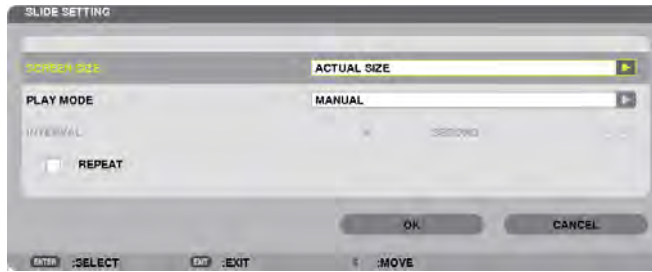 SLIDE SETTING
SCREEN SIZE ACTUAL SIZE
PLAY MODE MANUAL
INTERVAL SECOND
REPEAT
OK CANCEL
ENTER :SELECT EXIT :EXIT :MOVE